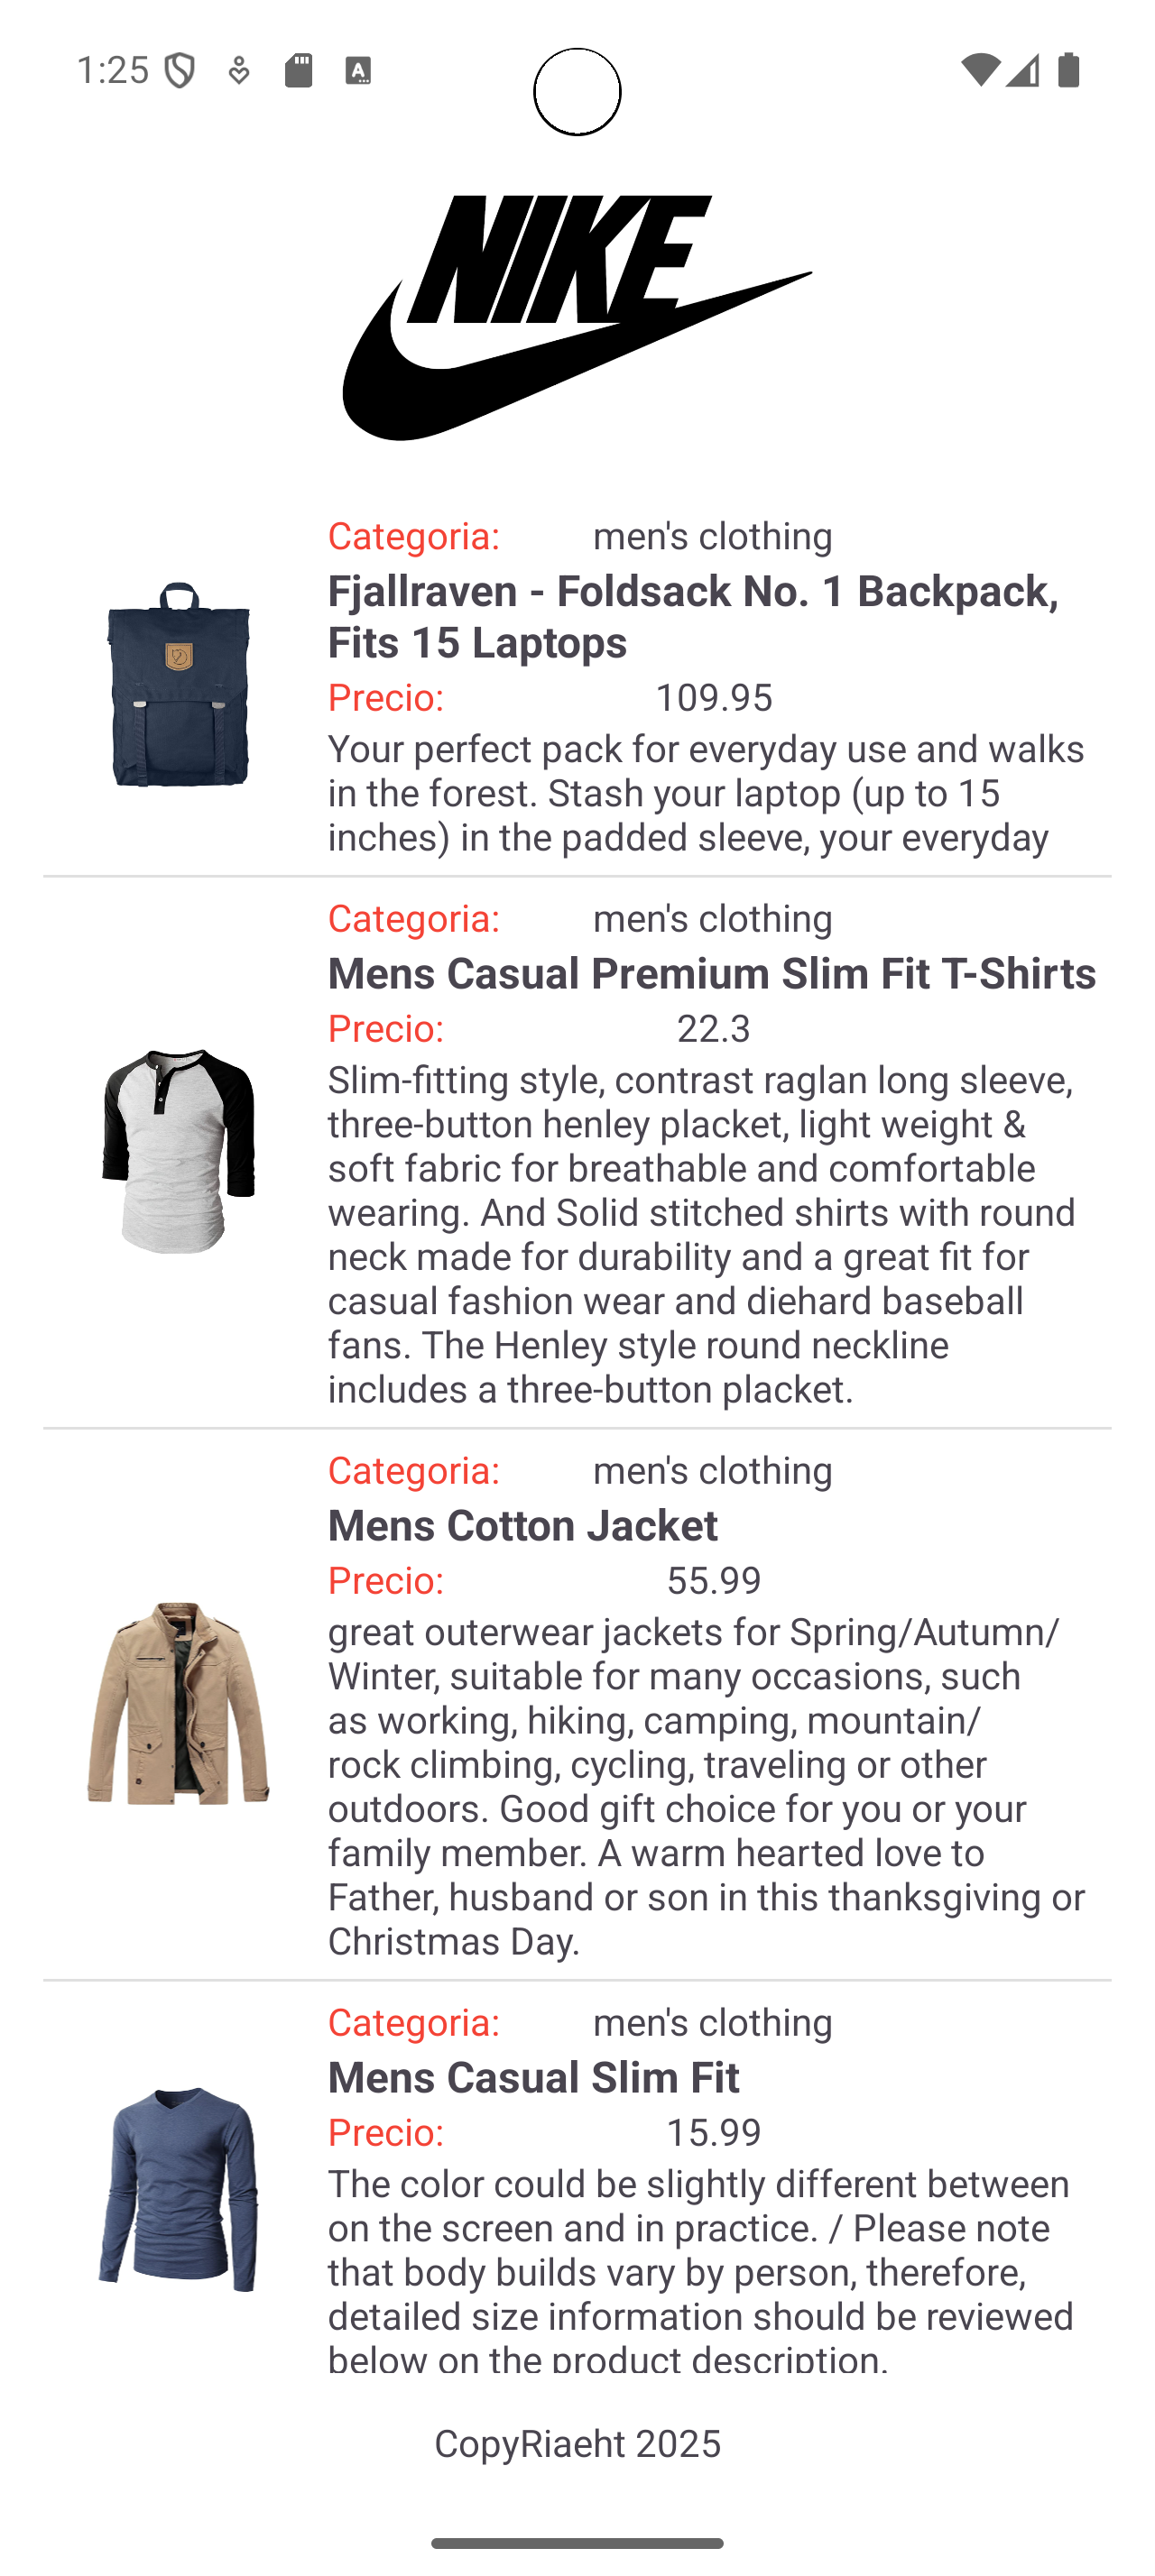 1:25
NIKE
Categoria: men's clothing
Fjallraven - Foldsack No. 1 Backpack,
Fits 15 Laptops
Precio: 109.95
Your perfect pack for everyday use and walks
in the forest. Stash your laptop (up to 15
inches) in the padded sleeve, your everyday
Categoria: men's clothing
Mens Casual Premium Slim Fit T-Shirts
Precio: 22.3
Slim-fitting style, contrast raglan long sleeve,
three-button henley placket, light weight &
soft fabric for breathable and comfortable
wearing. And Solid stitched shirts with round
neck made for durability and a great fit for
casual fashion wear and diehard baseball
fans. The Henley style round neckline
includes a three-button placket.
Categoria: men's clothing
Mens Cotton Jacket
Precio: 55.99
great outerwear jackets for Spring/Autumn/
Winter, suitable for many occasions, such
as working, hiking, camping, mountain/
rock climbing, cycling, traveling or other
outdoors. Good gift choice for you or your
family member. A warm hearted love to
Father, husband or son in this thanksgiving or
Christmas Day.
Categoria: men's clothing
Mens Casual Slim Fit
Precio: 15.99
The color could be slightly different between
on the screen and in practice. / Please note
that body builds vary by person, therefore,
detailed size information should be reviewed
below on the product description.
CopyRiaeht 2025